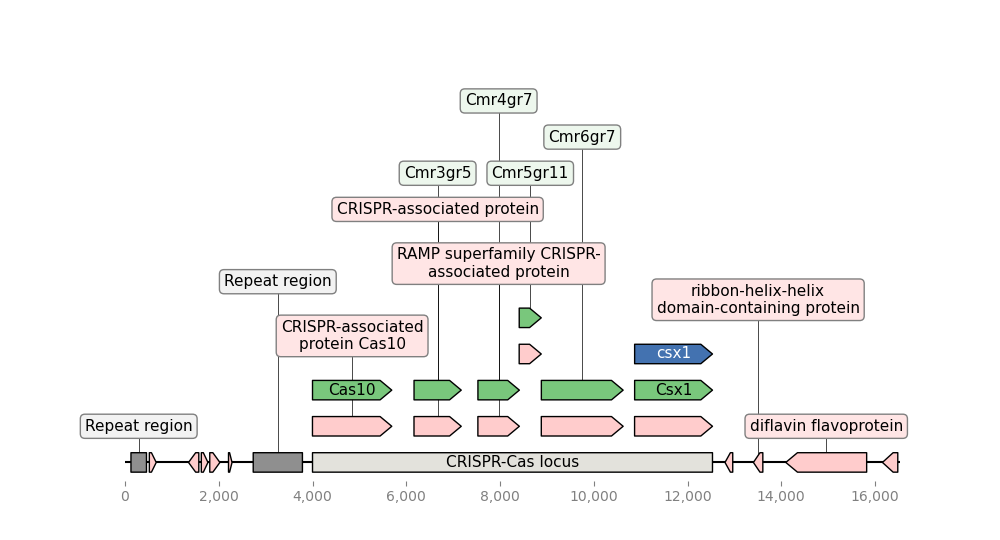 Cmr4gr7
Cmr6gr7
Cmr3gr5
Cmr5gr11
CRISPR-associated protein
RAMP superfamily CRISPR-
associated protein
Repeat region
ribbon-helix-helix
domain-containing protein
CRISPR-associated
protein Cas10
csx1
Cas10
Csx1
Repeat region
diflavin flavoprotein
CRISPR-Cas locus
0
2,000
4,000
6,000
8,000
10,000
12,000
14,000
16,000